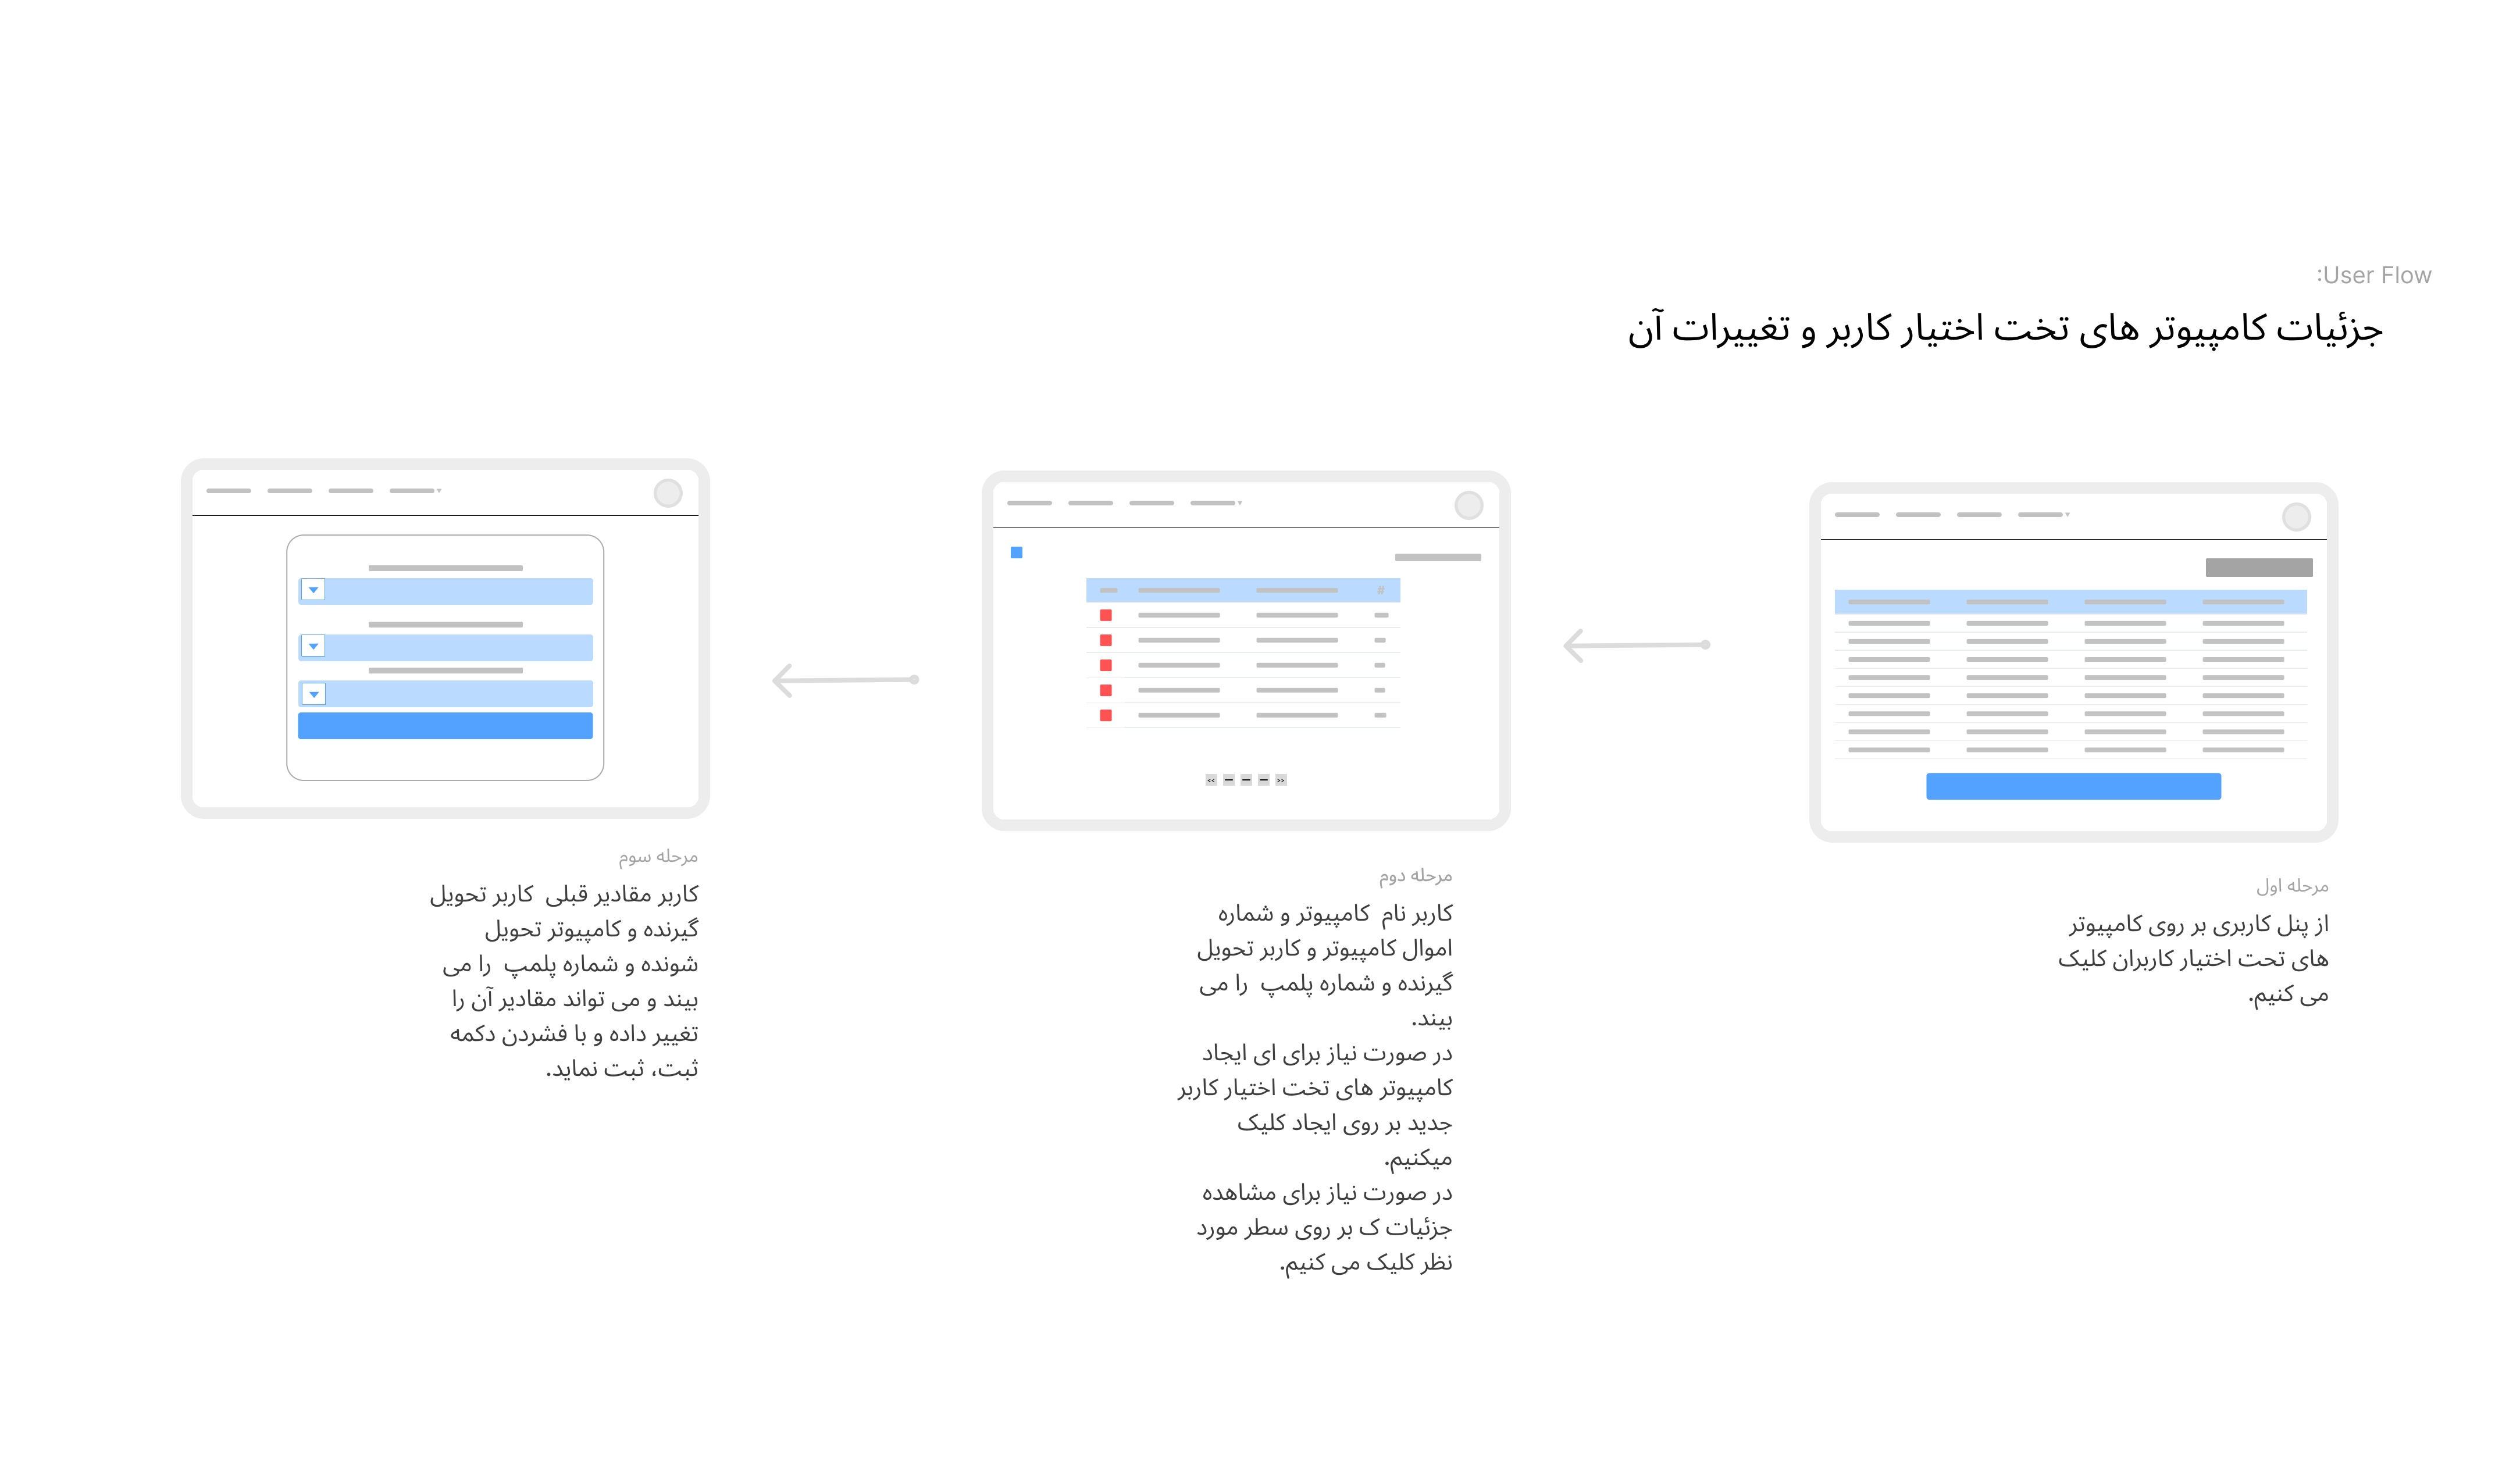 User Flow:
جزئیات کامپیوتر های تخت اختیار کاربر و تغییرات آن
#
<<
>>
مرحله اول
از پنل کاربری بر روی کامپیوتر
های تحت اختیار کاربران کلیک
می کنیم.
مرحله دوم
کاربر نام کامپیوتر و شماره
اموال کامپیوتر و کاربر تحویل
گیرنده و شماره پلمپ را می
بیند.
در صورت نیاز برای ای ایجاد
کامپیوتر های تخت اختیار کاربر
جدید بر روی ایجاد کلیک
میکنیم.
در صورت نیاز برای مشاهده
جزئیات ک بر روی سطر مورد
نظر کلیک می کنیم.
مرحله سوم
کاربر مقادیر قبلی کاربر تحویل
گیرنده و کامپیوتر تحویل
شونده و شماره پلمپ را می
بیند و می تواند مقادیر آن را
تغییر داده و با فشردن دکمه
ثبت، ثبت نماید.